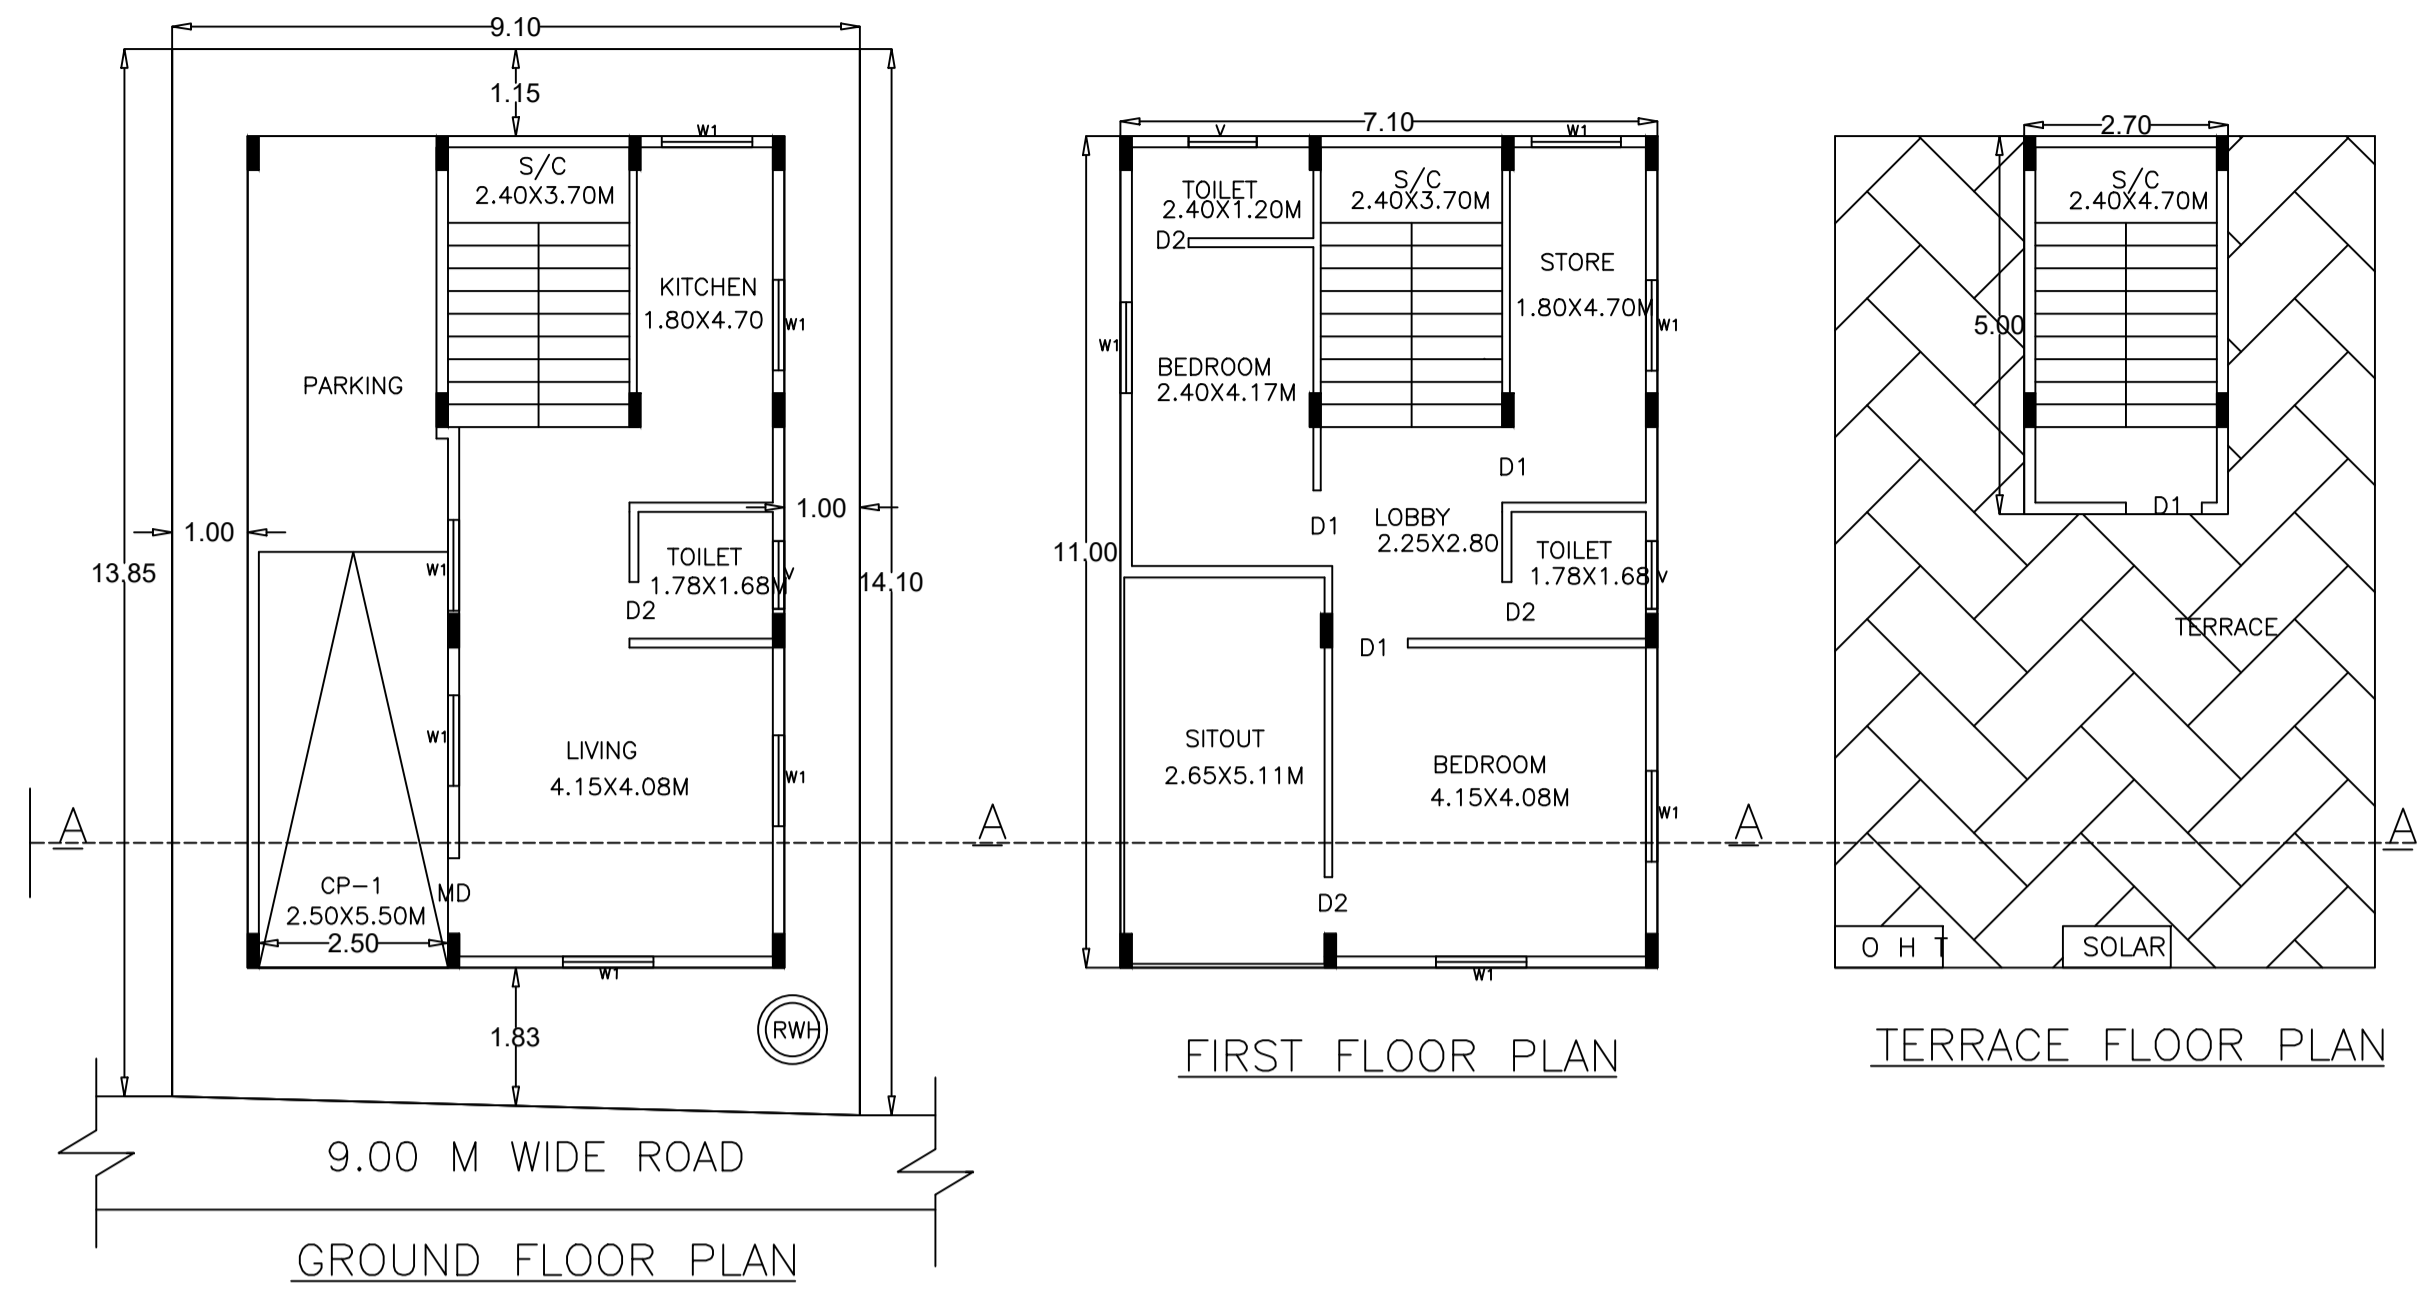 9.10
1.15
W1
S/C
2.40X3.70M
KITCHEN
1.80X4.70
W1
PARKING
1.00
1.00
13.85
14.10
W1
TOILET
1.78X1.68M
V
D2
W1
LIVING
4.15X4.08M
W1
A
A
CP-1
2.50X5.50M
2.50
MD
W1
1.83
RWH
9.00 M WIDE ROAD
GROUND FLOOR PLAN
7.10
V
W1
TOILET
2.40X1.20M
D2
S/C
2.40X3.70M
STORE
1.80X4.70M
W1
W1
BEDROOM
2.40X4.17M
D1
D1
LOBBY
2.25X2.80
11.00
TOILET
1.78X1.68
V
D2
D1
SITOUT
2.65X5.11M
BEDROOM
4.15X4.08M
W1
A
D2
W1
FIRST FLOOR PLAN
2.70
S/C
2.40X4.70M
5.00
D1
TERRACE
A
O H T
SOLAR
TERRACE FLOOR PLAN